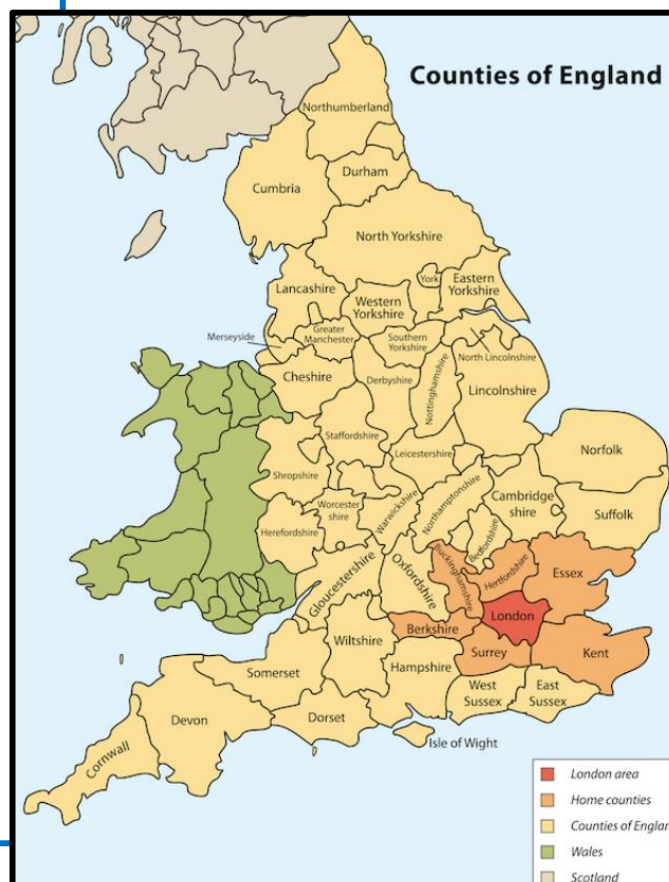 Counties of England
Northumberland
Durham
Cumbria
North Yorkshire
York
Eastern
Yorkshire
Lancashire
Western
Yorkshire
Merseyside
Greater
Manchester
Southern
Yorkshire
North Lincolnshire
Cheshire
Derbyshire
Nottinghamshire
Lincolnshire
Staffordshire
Leicestershire
Norfolk
Shropshire
Worcester
shire
Warwickshire
Northamptonshire
Cambridge
shire
Suffolk
Herefordshire
Bedfordshire
Gloucestershire
Oxfordshire
Buckinghamshire
Hertfordshire
Essex
London
Berkshire
Wiltshire
Surrey
Kent
Hampshire
Somerset
West
Sussex
East
Sussex
Devon
Dorset
Isle of Wight
Cornwall
London area
Home counties
Counties of Englan
Wales
Scotland